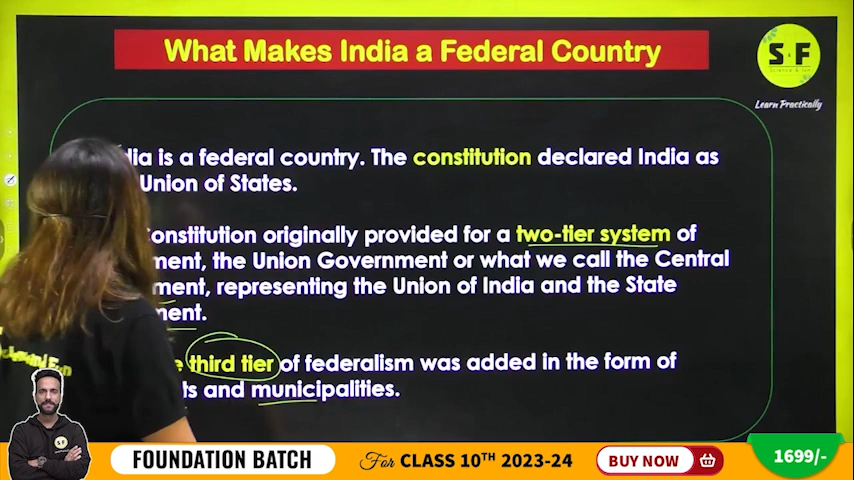 What Makes India a Federal Country
S F
Science & Fun
Learn Practically
dia is a federal country. The constitution declared India as
Union of States.
Constitution originally provided for a two-tier system of
ment, the Union Government or what we call the Central
ment, representing the Union of India and the State
ment.
e third tier of federalism was added in the form of
ts and municipalities.
FOUNDATION BATCH
For CLASS 10TH 2023-24
BUY NOW
1699/-